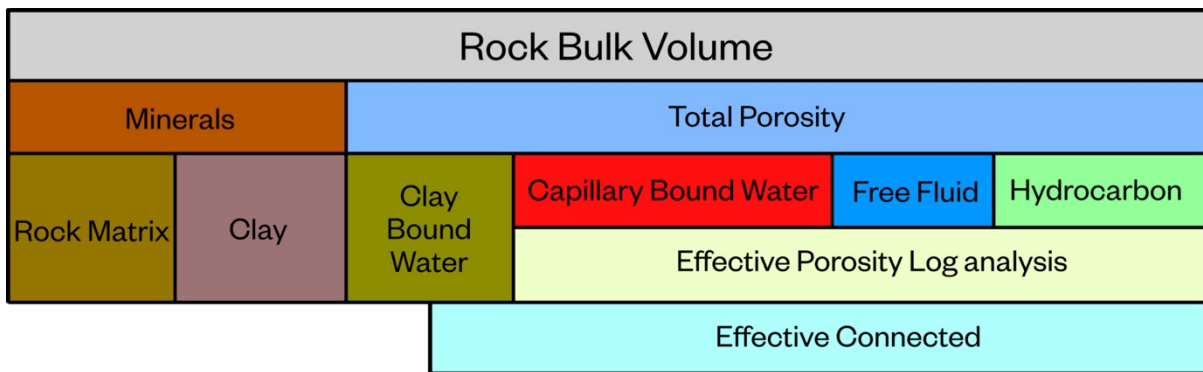 Rock Bulk Volume
Minerals
Total Porosity
Rock Matrix
Clay
Clay
Bound
Water
Capillary Bound Water
Free Fluid
Hydrocarbon
Effective Porosity Log analysis
Effective Connected